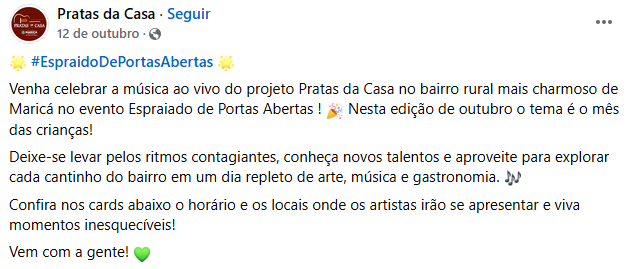 Pratas da Casa · Seguir
12 de outubro ·
🌟 #EspraidoDePortasAbertas 🌟
Venha celebrar a música ao vivo do projeto Pratas da Casa no bairro rural mais charmoso de
Maricá no evento Espraiado de Portas Abertas ! 🎉 Nesta edição de outubro o tema é o mês
das crianças!
Deixe-se levar pelos ritmos contagiantes, conheça novos talentos e aproveite para explorar
cada cantinho do bairro em um dia repleto de arte, música e gastronomia. 🎶
Confira nos cards abaixo o horário e os locais onde os artistas irão se apresentar e viva
momentos inesquecíveis!
Vem com a gente! 💚